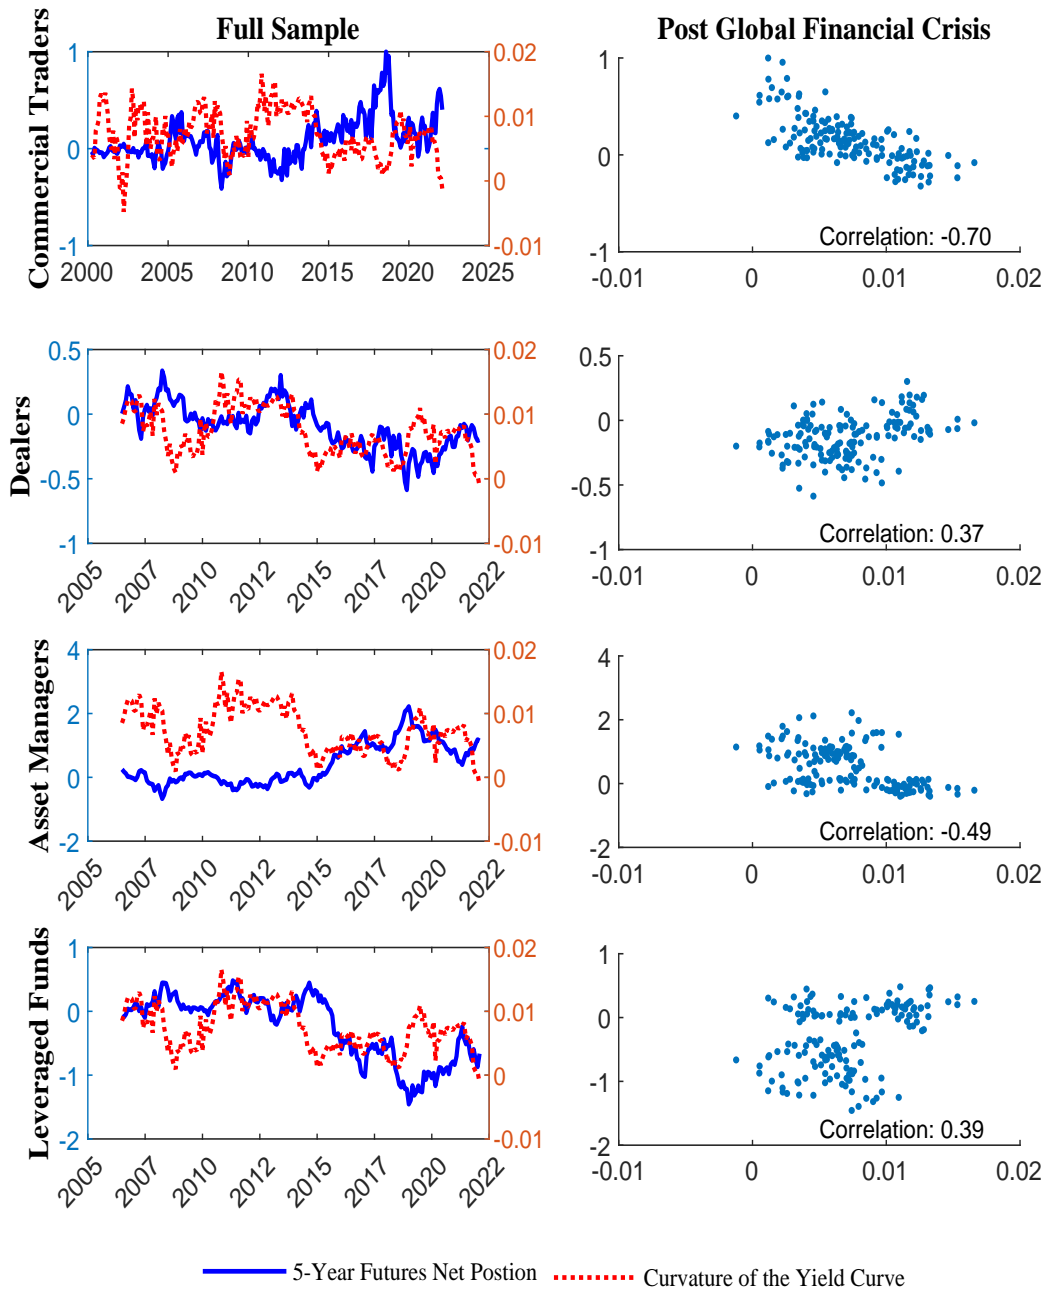 Full Sample
Post Global Financial Crisis
Commercial Traders
1
0
-1
0.02
0.01
0
-0.01
2000 2005 2010 2015 2020 2025
1
0
-1
Correlation: -0.70
-0.01 0 0.01 0.02
Dealers
0.5
0
-0.5
-1
0.02
0.01
0
-0.01
2005 2007 2010 2012 2015 2017 2020 2022
0.5
0
-0.5
-1
Correlation: 0.37
-0.01 0 0.01 0.02
Asset Managers
4
2
0
-2
0.02
0.01
0
-0.01
2005 2007 2010 2012 2015 2017 2020 2022
4
2
0
-2
Correlation: -0.49
-0.01 0 0.01 0.02
Leveraged Funds
1
0
-1
-2
0.02
0.01
0
-0.01
2005 2007 2010 2012 2015 2017 2020 2022
1
0
-1
-2
Correlation: 0.39
-0.01 0 0.01 0.02
5-Year Futures Net Postion
Curvature of the Yield Curve